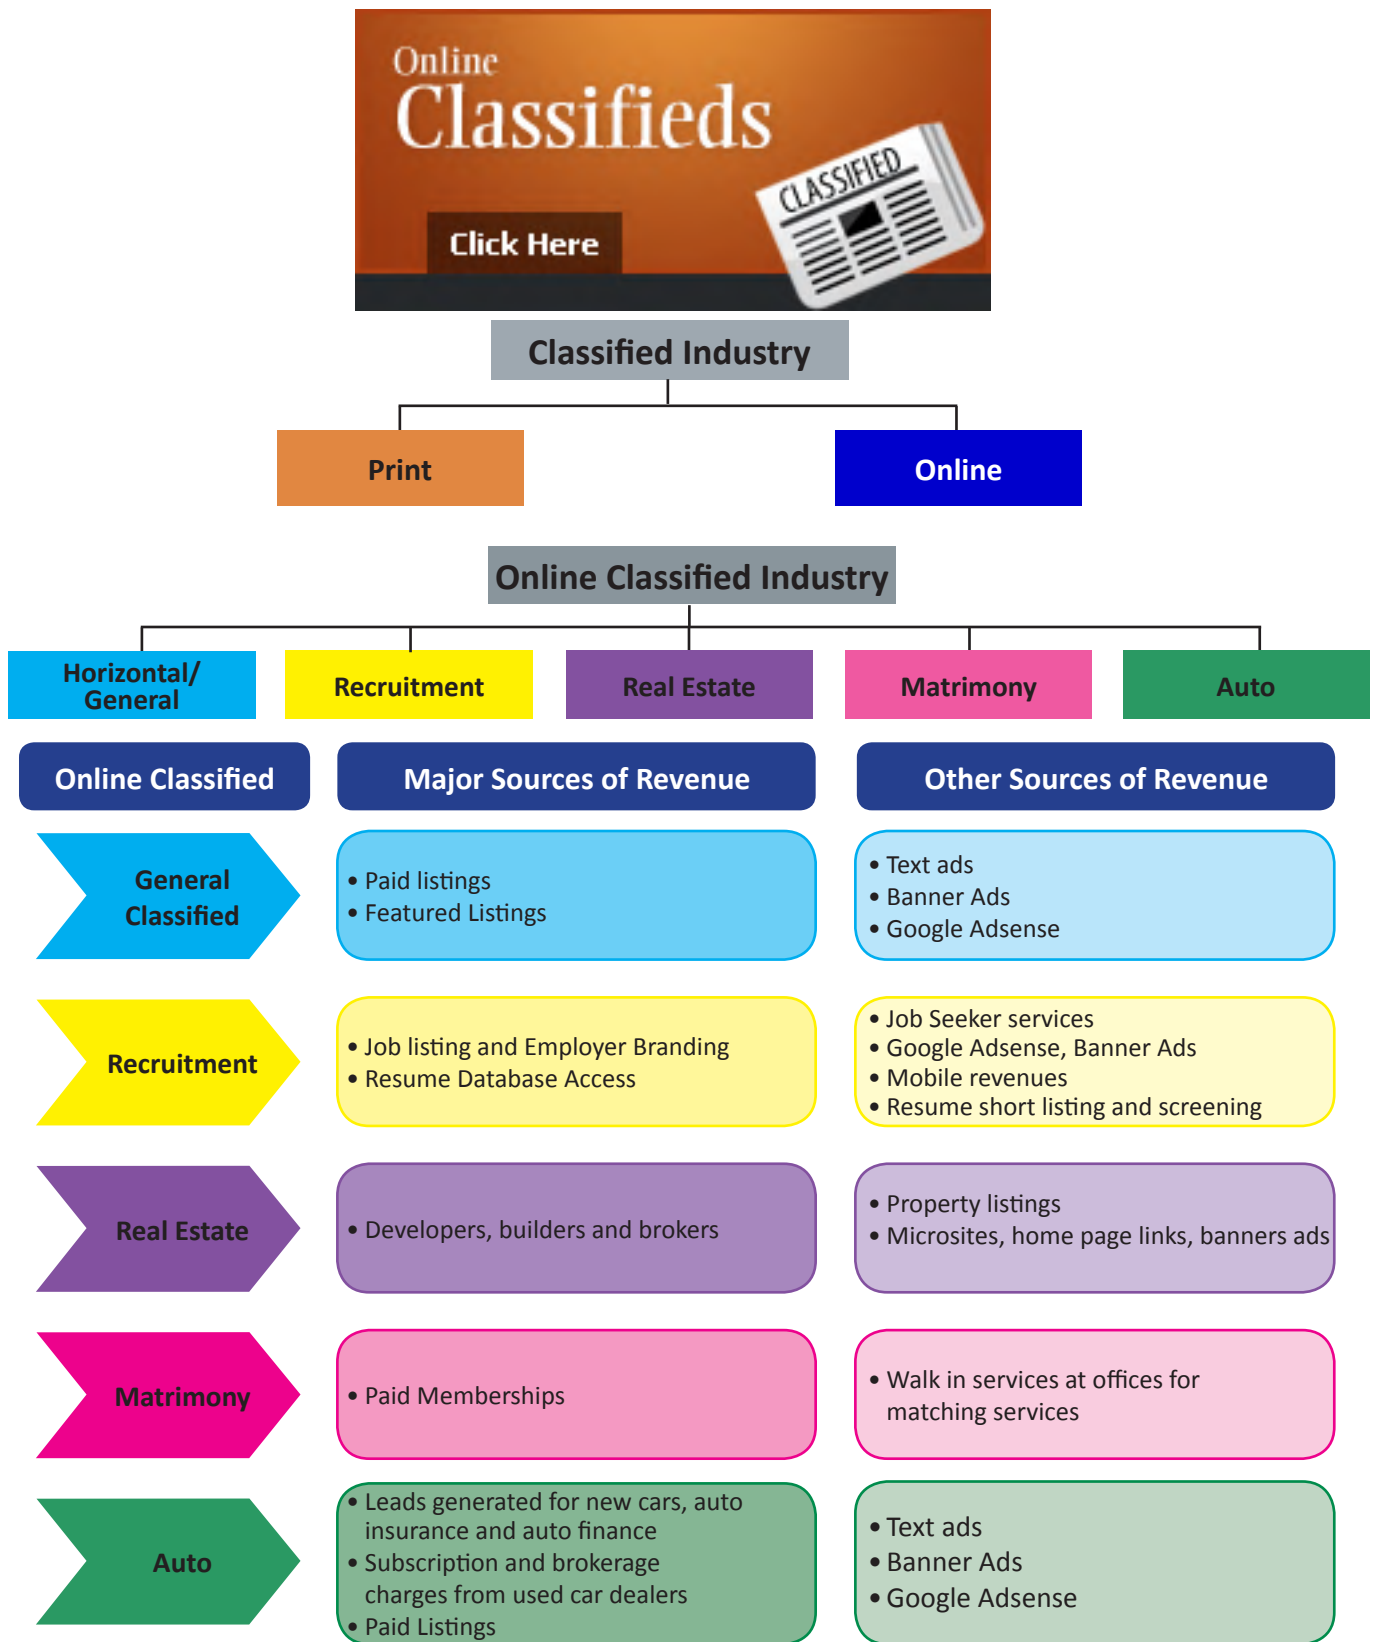 Online
Classifieds
CLASSIFIED
Click Here
Classified Industry
Print
Online
Online Classified Industry
Horizontal/
General
Recruitment
Real Estate
Matrimony
Auto
Online Classified
Major Sources of Revenue
Other Sources of Revenue
General
Classified
• Paid listings
• Featured Listings
• Text ads
• Banner Ads
• Google Adsense
Recruitment
• Job listing and Employer Branding
• Resume Database Access
• Job Seeker services
• Google Adsense, Banner Ads
• Mobile revenues
• Resume short listing and screening
Real Estate
• Developers, builders and brokers
• Property listings
• Microsites, home page links, banners ads
Matrimony
• Paid Memberships
• Walk in services at offices for
matching services
Auto
• Leads generated for new cars, auto
insurance and auto finance
• Subscription and brokerage
charges from used car dealers
• Paid Listings
• Text ads
• Banner Ads
• Google Adsense